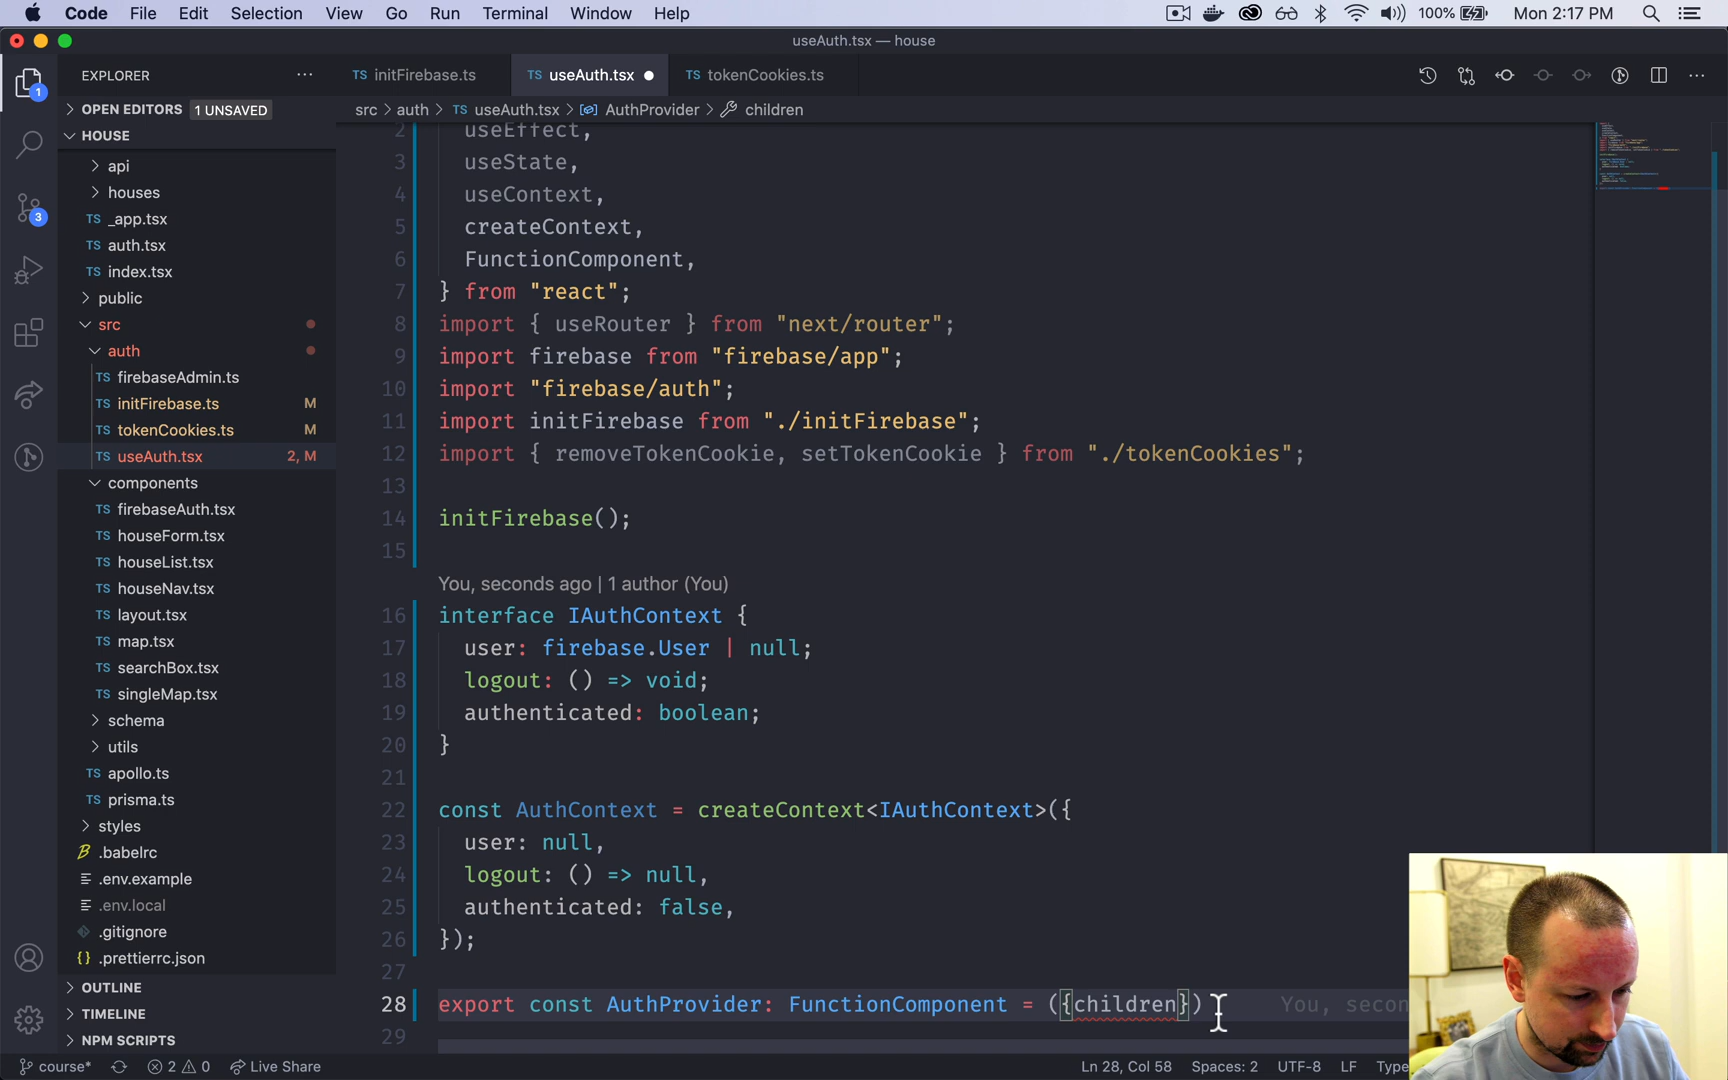 Code File Edit Selection View Go Run Terminal Window Help 100% Mon 2:17 PM
useAuth.tsx — house
EXPLORER ··· TS initFirebase.ts TS useAuth.tsx ● TS tokenCookies.ts ···
OPEN EDITORS 1 UNSAVED
src > auth > TS useAuth.tsx > AuthProvider > children
HOUSE
api
houses
TS _app.tsx
TS auth.tsx
TS index.tsx
public
src
auth
TS firebaseAdmin.ts
TS initFirebase.ts M
TS tokenCookies.ts M
TS useAuth.tsx 2, M
components
TS firebaseAuth.tsx
TS houseForm.tsx
TS houseList.tsx
TS houseNav.tsx
TS layout.tsx
TS map.tsx
TS searchBox.tsx
TS singleMap.tsx
schema
utils
TS apollo.ts
TS prisma.ts
styles
.babelrc
.env.example
.env.local
.gitignore
{} .prettierrc.json
OUTLINE
TIMELINE
NPM SCRIPTS
1
3
2 useEffect,
3 useState,
4 useContext,
5 createContext,
6 FunctionComponent,
7 } from "react";
8 import { useRouter } from "next/router";
9 import firebase from "firebase/app";
10 import "firebase/auth";
11 import initFirebase from "./initFirebase";
12 import { removeTokenCookie, setTokenCookie } from "./tokenCookies";
13
14 initFirebase();
15
You, seconds ago | 1 author (You)
16 interface IAuthContext {
17 user: firebase.User | null;
18 logout: () => void;
19 authenticated: boolean;
20 }
21
22 const AuthContext = createContext<IAuthContext>({
23 user: null,
24 logout: () => null,
25 authenticated: false,
26 });
27
28 export const AuthProvider: FunctionComponent = ({children}) You, secon
29
course* 2 0 Live Share Ln 28, Col 58 Spaces: 2 UTF-8 LF Type